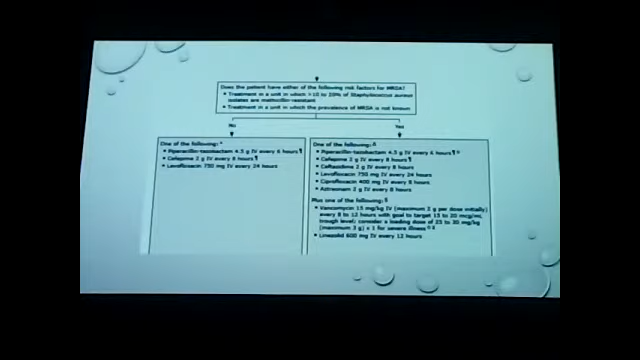 Does the patient have either of the following risk factors for MRSA?
• Treatment in a unit in which >10 to 20% of Staphylococcus aureus
isolates are methicillin-resistant
• Treatment in a unit in which the prevalence of MRSA is not known
No
Yes
One of the following:
• Piperacillin-tazobactam 4.5 g IV every 6 hours¶
• Cefepime 2 g IV every 8 hours¶
• Levofloxacin 750 mg IV every 24 hours
One of the following:
• Piperacillin-tazobactam 4.5 g IV every 6 hours¶
• Cefepime 2 g IV every 8 hours¶
• Ceftazidime 2 g IV every 8 hours
• Levofloxacin 750 mg IV every 24 hours
• Ciprofloxacin 400 mg IV every 8 hours
• Aztreonam 2 g IV every 8 hours
Plus one of the following:
• Vancomycin 15 mg/kg IV (maximum 2 g per dose initially)
every 8 to 12 hours with goal to target 15 to 20 mcg/mL
trough level; consider a loading dose of 25 to 30 mg/kg
(maximum 3 g) x 1 for severe illness
• Linezolid 600 mg IV every 12 hours